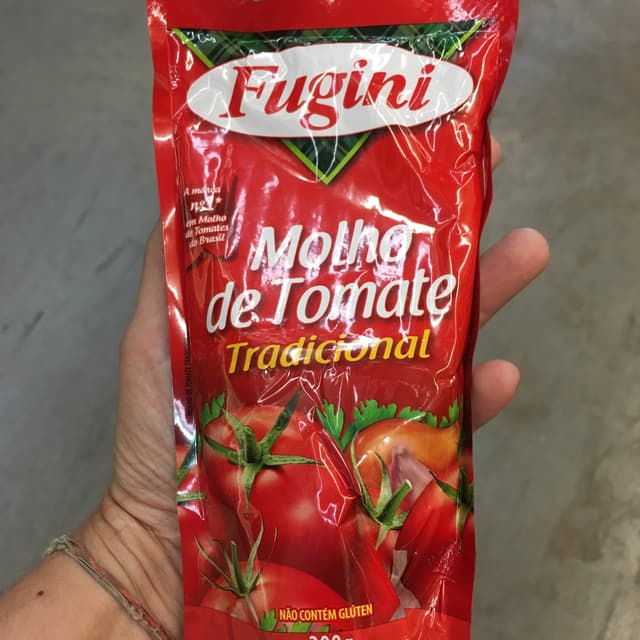 Fugini
A marca
nº1*
em Molho
de Tomates
do Brasil
Molho
de Tomate
Tradicional
NÃO CONTÉM GLÚTEN